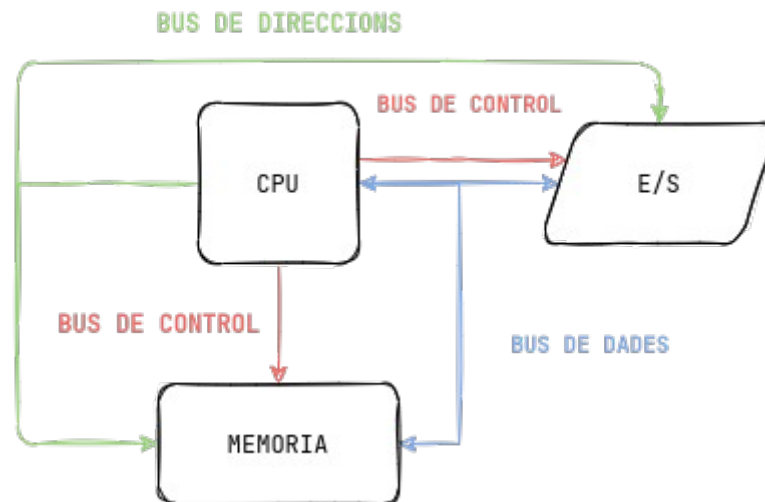 BUS DE DIRECCIONS
BUS DE CONTROL
CPU
E/S
BUS DE CONTROL
BUS DE DADES
MEMORIA